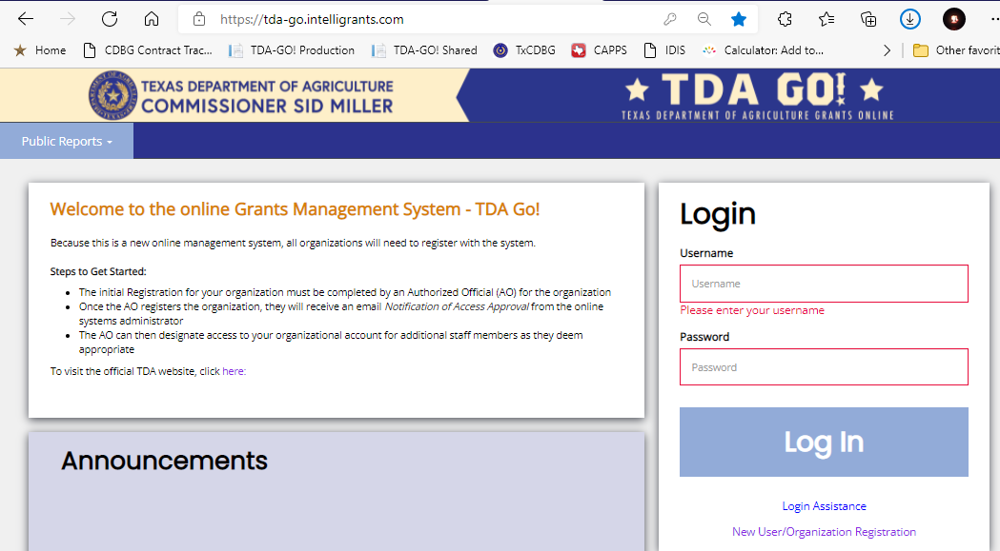 https://tda-go.intelligrants.com
Home
CDBG Contract Trac...
TDA-GO! Production
TDA-GO! Shared
TxCDBG
CAPPS
IDIS
Calculator: Add to...
Other favorit
TEXAS DEPARTMENT OF AGRICULTURE
COMMISSIONER SID MILLER
TDA GO!
TEXAS DEPARTMENT OF AGRICULTURE GRANTS ONLINE
Public Reports
Welcome to the online Grants Management System - TDA Go!
Because this is a new online management system, all organizations will need to register with the system.
Steps to Get Started:
• The initial Registration for your organization must be completed by an Authorized Official (AO) for the organization
• Once the AO registers the organization, they will receive an email Notification of Access Approval from the online
systems administrator
• The AO can then designate access to your organizational account for additional staff members as they deem
appropriate
To visit the official TDA website, click here:
Announcements
Login
Username
Username
Please enter your username
Password
Password
Log In
Login Assistance
New User/Organization Registration